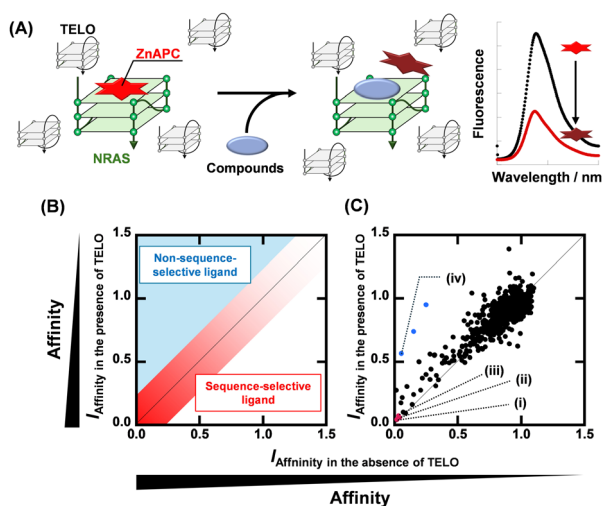 (A)
TELO
ZnAPC
NRAS
Compounds
Fluorescence
Wavelength / nm
(B)
(C)
Affinity
I Affinity in the presence of TELO
1.5
1.0
0.5
0.0
Non-sequence-
selective ligand
Sequence-selective
ligand
0.0 0.5 1.0 1.5
I Affinity in the presence of TELO
1.5
1.0
0.5
0.0
(iv)
(iii)
(ii)
(i)
0.0 0.5 1.0 1.5
I Affninity in the absence of TELO
Affinity